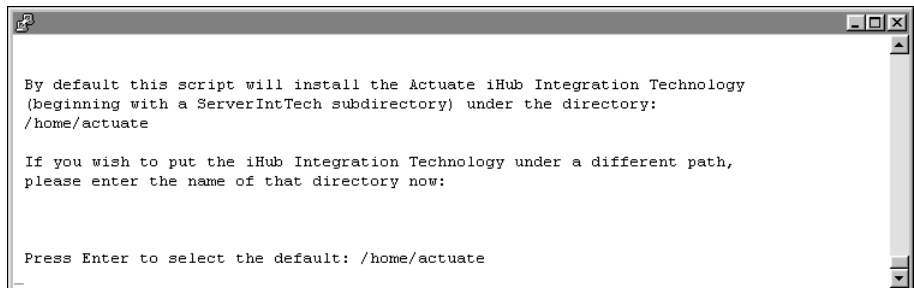 By default this script will install the Actuate iHub Integration Technology
(beginning with a ServerIntTech subdirectory) under the directory:
/home/actuate
If you wish to put the iHub Integration Technology under a different path,
please enter the name of that directory now:
Press Enter to select the default: /home/actuate